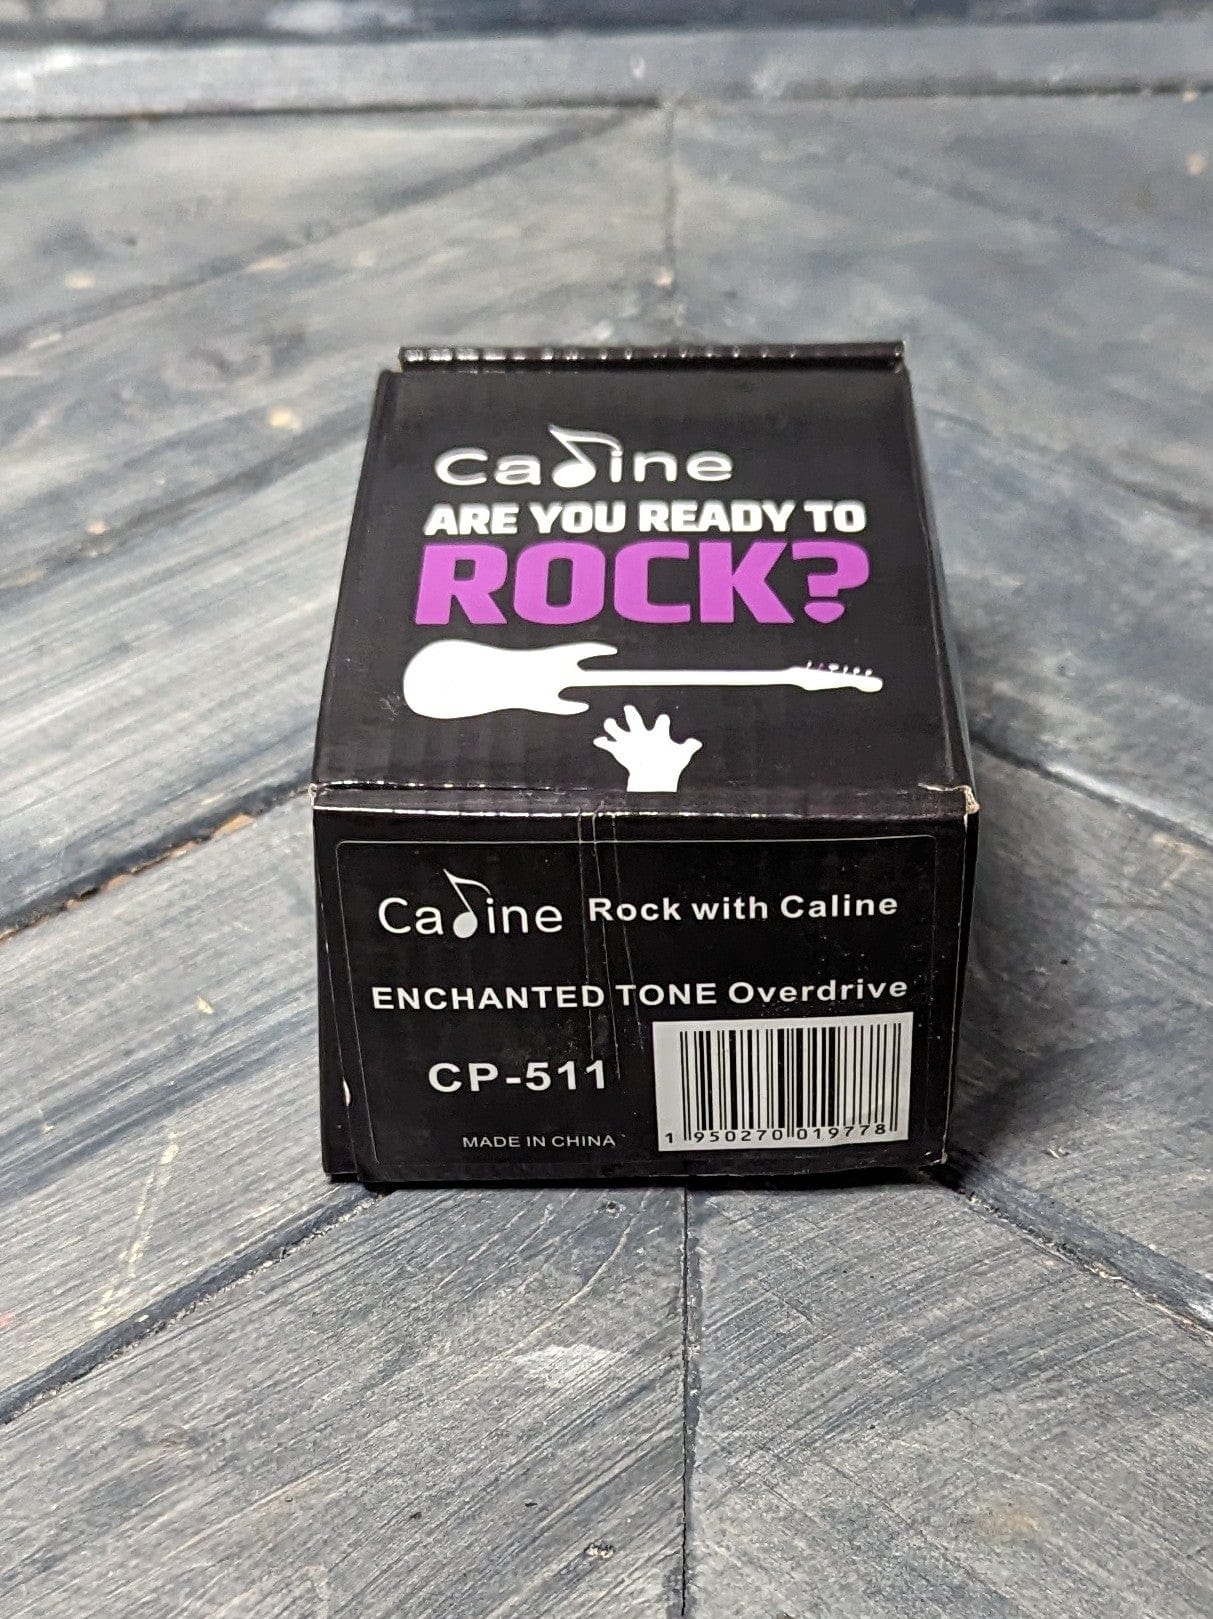 Caline
ARE YOU READY TO
ROCK?
Caline Rock with Caline
ENCHANTED TONE Overdrive
CP-511
MADE IN CHINA
1 950270 019778